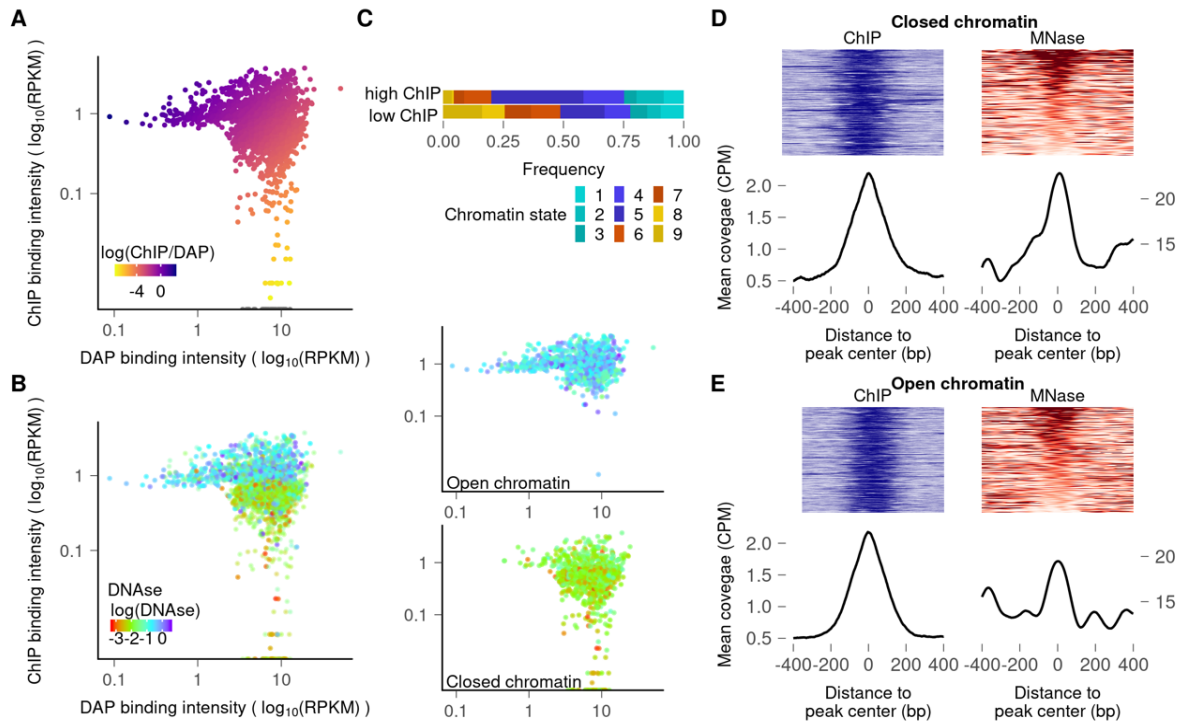 A
ChIP binding intensity ( log10(RPKM) )
1
0.1
log(ChIP/DAP)
-4 0
0.1 1 10
DAP binding intensity ( log10(RPKM) )
B
ChIP binding intensity ( log10(RPKM) )
1
0.1
DNAse
log(DNAse)
-3-2-1 0
0.1 1 10
DAP binding intensity ( log10(RPKM) )
C
high ChIP
low ChIP
0.00 0.25 0.50 0.75 1.00
Frequency
Chromatin state
1 4 7
2 5 8
3 6 9
1
0.1
Open chromatin
0.1 1 10
1
0.1
Closed chromatin
0.1 1 10
D
Closed chromatin
ChIP MNase
Mean covegae (CPM)
2.0
1.5
1.0
0.5
20
15
-400 -200 0 200 400
-400 -200 0 200 400
Distance to
peak center (bp)
Distance to
peak center (bp)
E
Open chromatin
ChIP MNase
Mean covegae (CPM)
2.0
1.5
1.0
0.5
20
15
-400 -200 0 200 400
-400 -200 0 200 400
Distance to
peak center (bp)
Distance to
peak center (bp)